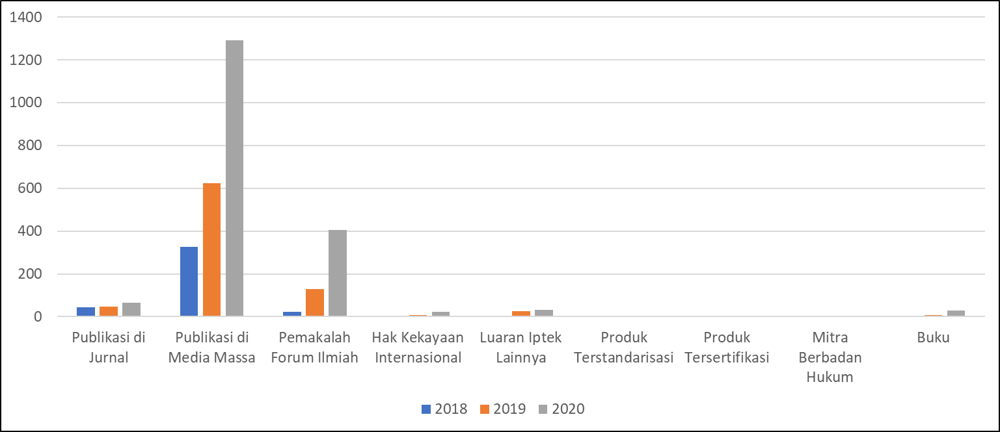 1400
1200
1000
800
600
400
200
0
Publikasi di
Jurnal
Publikasi di
Media Massa
Pemakalah
Forum Ilmiah
Hak Kekayaan
Internasional
Luaran Iptek
Lainnya
Produk
Terstandarisasi
Produk
Tersertifikasi
Mitra
Berbadan
Hukum
Buku
2018 2019 2020